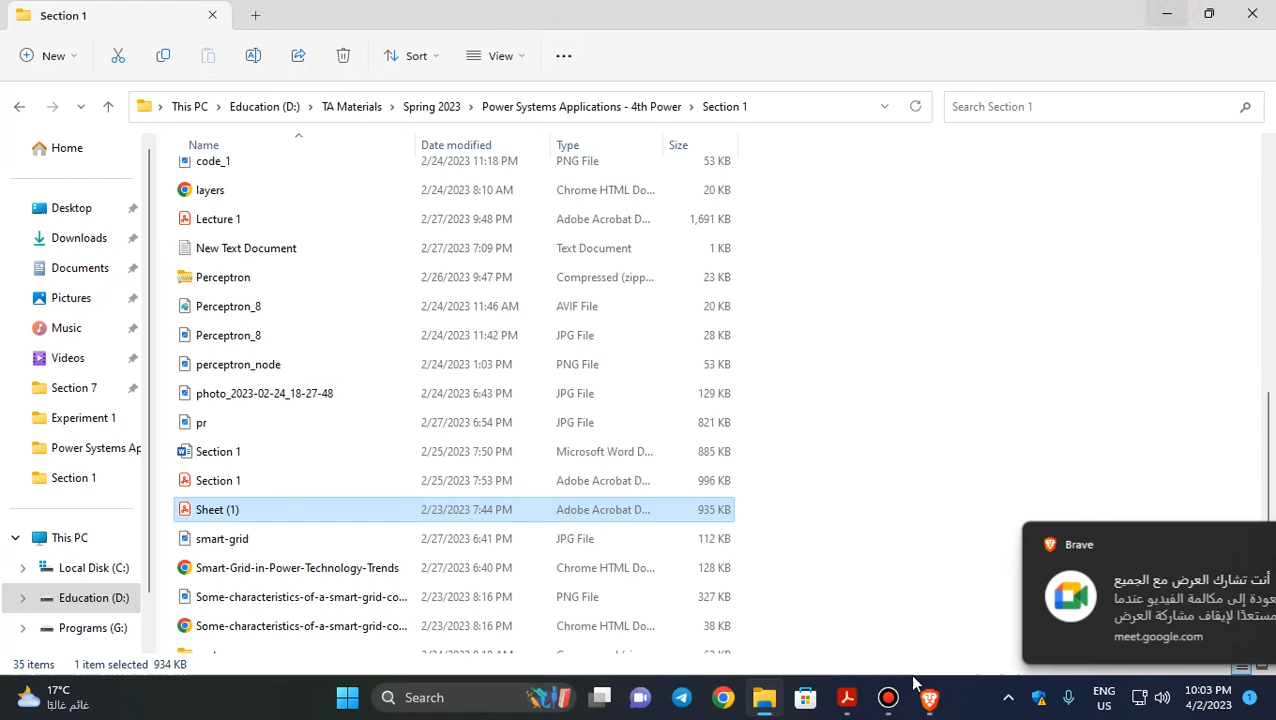 Section 1
New
Sort
View
This PC
Education (D:)
TA Materials
Spring 2023
Power Systems Applications - 4th Power
Section 1
Search Section 1
Name
Date modified
Type
Size
code_1 2/24/2023 11:18 PM PNG File 53 KB
layers 2/24/2023 8:10 AM Chrome HTML Do... 20 KB
Lecture 1 2/27/2023 9:48 PM Adobe Acrobat D... 1,691 KB
New Text Document 2/27/2023 7:09 PM Text Document 1 KB
Perceptron 2/26/2023 9:47 PM Compressed (zipp... 23 KB
Perceptron_8 2/24/2023 11:46 AM AVIF File 20 KB
Perceptron_8 2/24/2023 11:42 PM JPG File 28 KB
perceptron_node 2/24/2023 1:03 PM PNG File 53 KB
photo_2023-02-24_18-27-48 2/24/2023 6:43 PM JPG File 129 KB
pr 2/27/2023 6:54 PM JPG File 821 KB
Section 1 2/25/2023 7:50 PM Microsoft Word D... 885 KB
Section 1 2/25/2023 7:53 PM Adobe Acrobat D... 996 KB
Sheet (1) 2/23/2023 7:44 PM Adobe Acrobat D... 935 KB
smart-grid 2/27/2023 6:41 PM JPG File 112 KB
Smart-Grid-in-Power-Technology-Trends 2/27/2023 6:40 PM Chrome HTML Do... 128 KB
Some-characteristics-of-a-smart-grid-co... 2/23/2023 8:16 PM PNG File 327 KB
Some-characteristics-of-a-smart-grid-co... 2/23/2023 8:16 PM Chrome HTML Do... 38 KB
Home
Desktop
Downloads
Documents
Pictures
Music
Videos
Section 7
Experiment 1
Power Systems Ap
Section 1
This PC
Local Disk (C:)
Education (D:)
Programs (G:)
Brave
أنت تشارك العرض مع الجميع
عودة إلى مكالمة الفيديو عندما
مستعدًا لإيقاف مشاركة العرض
meet.google.com
35 items
1 item selected 934 KB
17°C
غائم غالبًا
Search
ENG
US
10:03 PM
4/2/2023
1